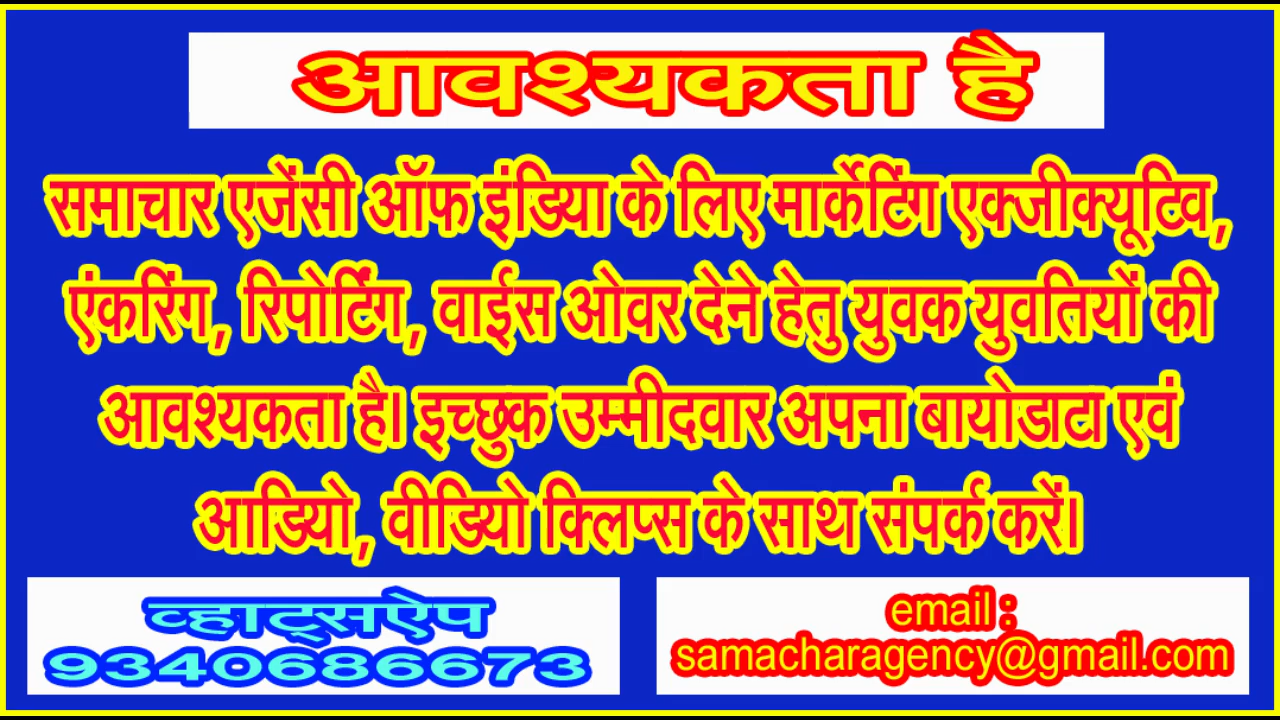 आवश्यकता है
समाचार एजेंसी ऑफ इंडिया के लिए मार्केटिंग एक्जीक्यूटिव,
एंकरिंग, रिपोर्टिंग, वाईस ओवर देने हेतु युवक युवतियों की
आवश्यकता है। इच्छुक उम्मीदवार अपना बायोडाटा एवं
आडियो, वीडियो क्लिप्स के साथ संपर्क करें।
व्हाट्सऐप
9340686673
email :
samacharagency@gmail.com